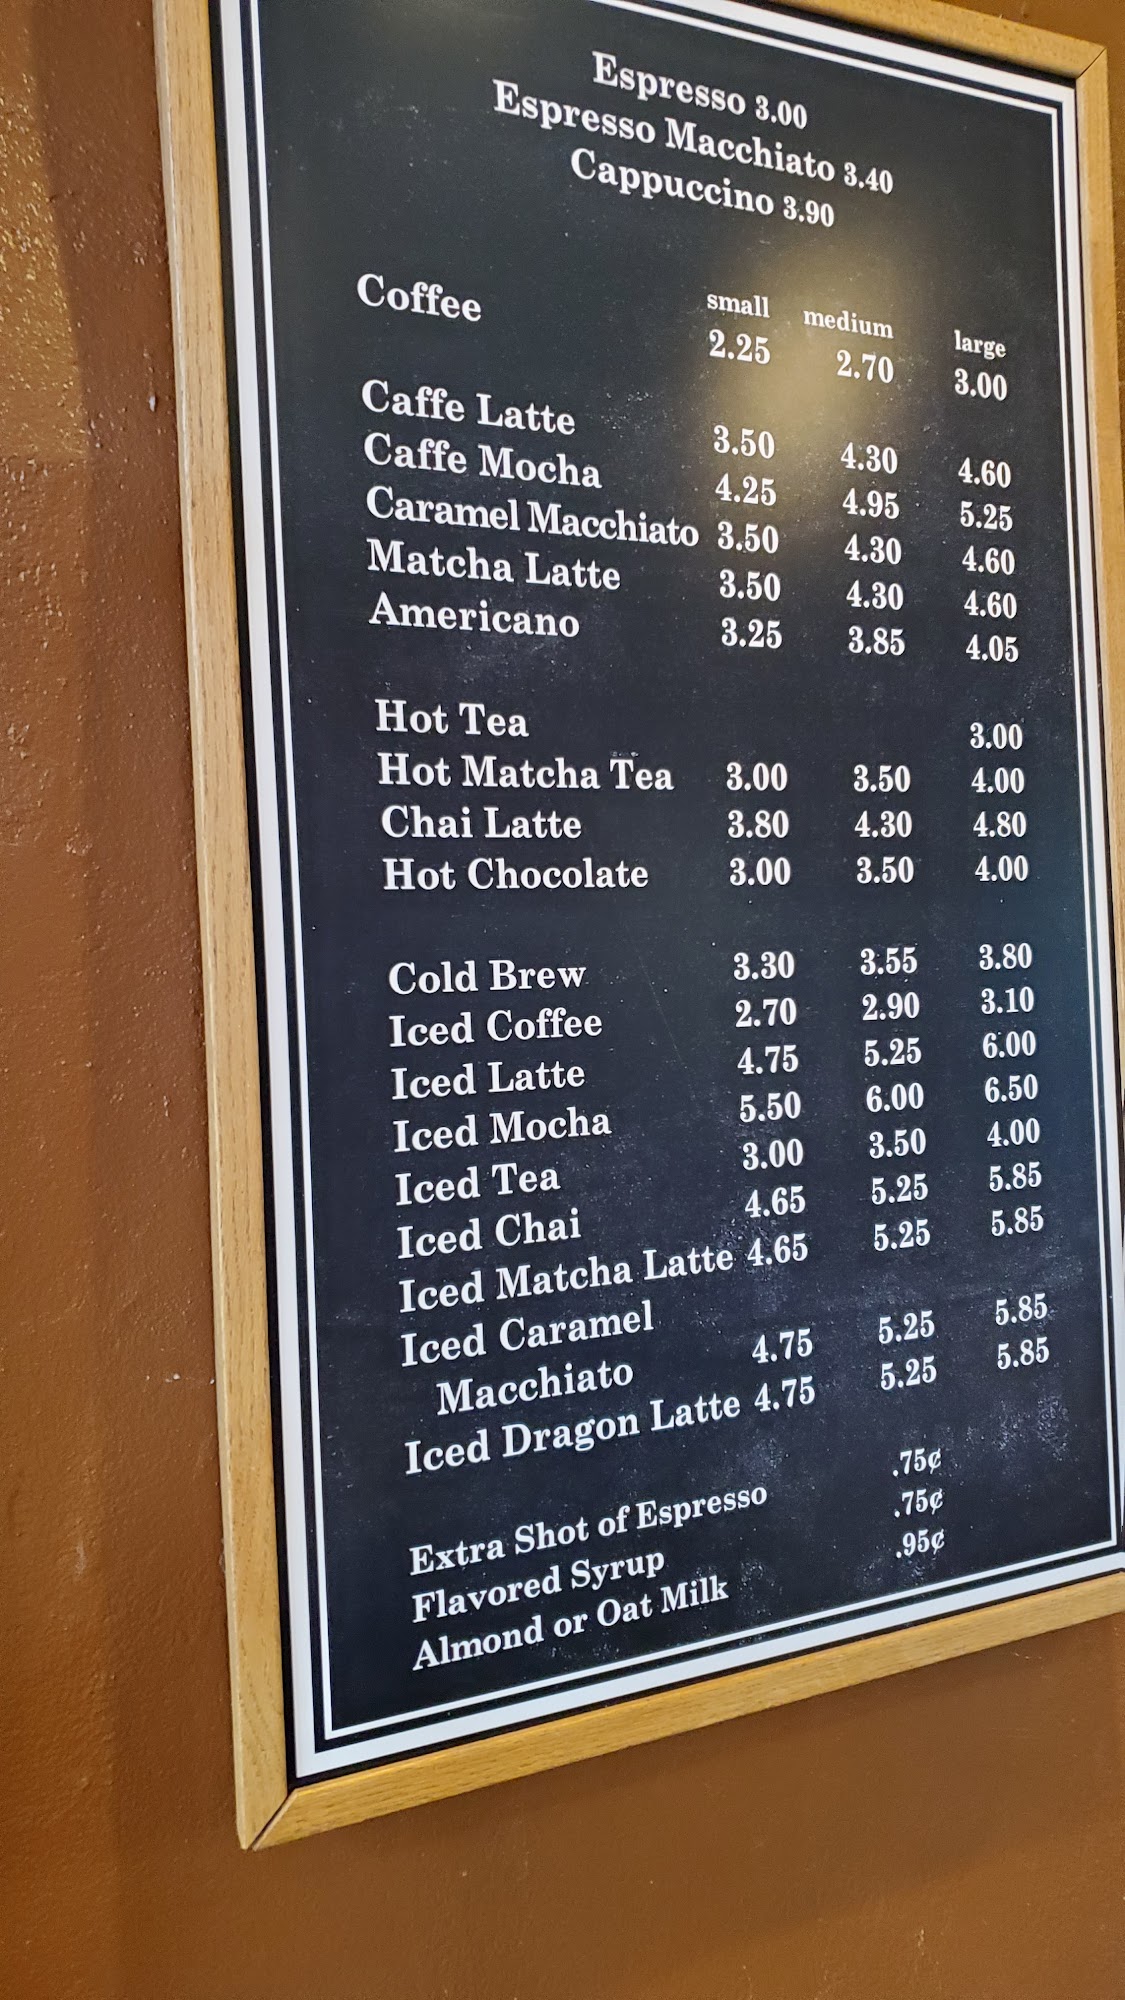 Espresso 3.00
Espresso Macchiato 3.40
Cappuccino 3.90
small medium large
Coffee 2.25 2.70 3.00
Caffe Latte 3.50 4.30 4.60
Caffe Mocha 4.25 4.95 5.25
Caramel Macchiato 3.50 4.30 4.60
Matcha Latte 3.50 4.30 4.60
Americano 3.25 3.85 4.05
Hot Tea 3.00
Hot Matcha Tea 3.00 3.50 4.00
Chai Latte 3.80 4.30 4.80
Hot Chocolate 3.00 3.50 4.00
Cold Brew 3.30 3.55 3.80
Iced Coffee 2.70 2.90 3.10
Iced Latte 4.75 5.25 6.00
Iced Mocha 5.50 6.00 6.50
Iced Tea 3.00 3.50 4.00
Iced Chai 4.65 5.25 5.85
Iced Matcha Latte 4.65 5.25 5.85
Iced Caramel
Macchiato 4.75 5.25 5.85
Iced Dragon Latte 4.75 5.25 5.85
Extra Shot of Espresso .75¢
Flavored Syrup .75¢
Almond or Oat Milk .95¢